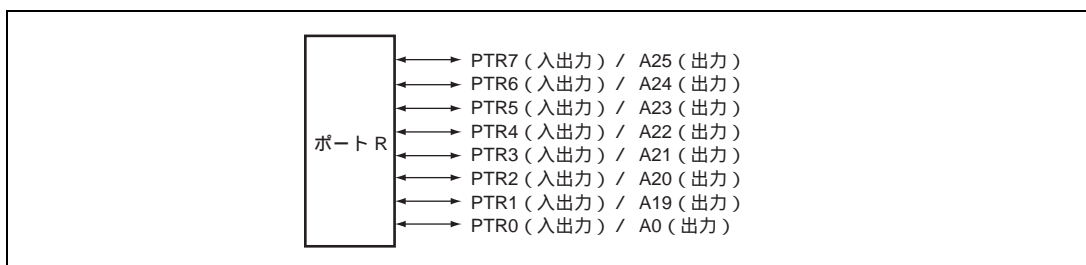 ポート R
PTR7 ( 入出力 ) / A25 ( 出力 )
PTR6 ( 入出力 ) / A24 ( 出力 )
PTR5 ( 入出力 ) / A23 ( 出力 )
PTR4 ( 入出力 ) / A22 ( 出力 )
PTR3 ( 入出力 ) / A21 ( 出力 )
PTR2 ( 入出力 ) / A20 ( 出力 )
PTR1 ( 入出力 ) / A19 ( 出力 )
PTR0 ( 入出力 ) / A0 ( 出力 )